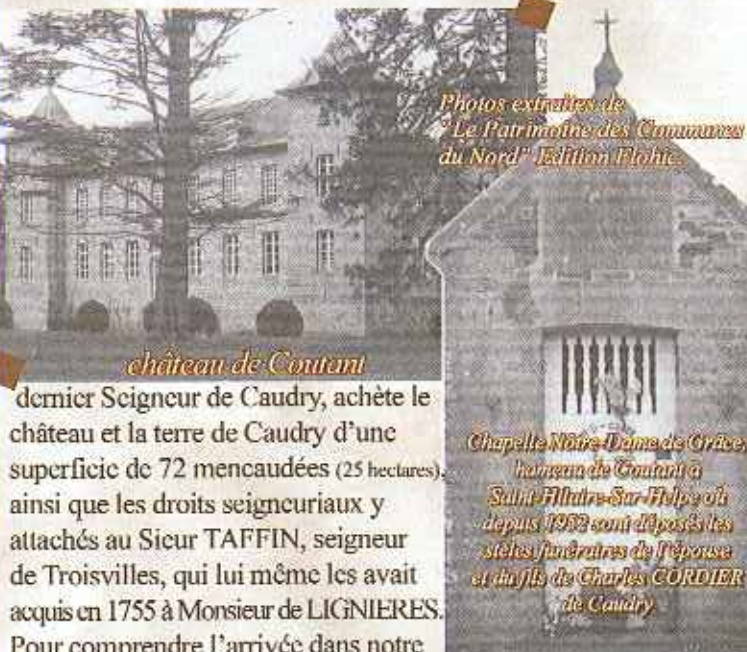 Photos extraites de
"Le Patrimoine des Communes
du Nord" Edition Flohic.
château de Coutant
dernier Seigneur de Caudry, achète le
château et la terre de Caudry d'une
superficie de 72 mencaudées (25 hectares),
ainsi que les droits seigneuriaux y
attachés au Sieur TAFFIN, seigneur
de Troisvilles, qui lui même les avait
acquis en 1755 à Monsieur de LIGNIERES.
Pour comprendre l'arrivée dans notre
Chapelle Nôtre-Dame de Grâce,
hameau de Coutant à
Saint-Hilaire-Sur-Helpe où
depuis 1952 sont déposés les
stèles funéraires de l'épouse
et du fils de Charles CORDIER
de Caudry